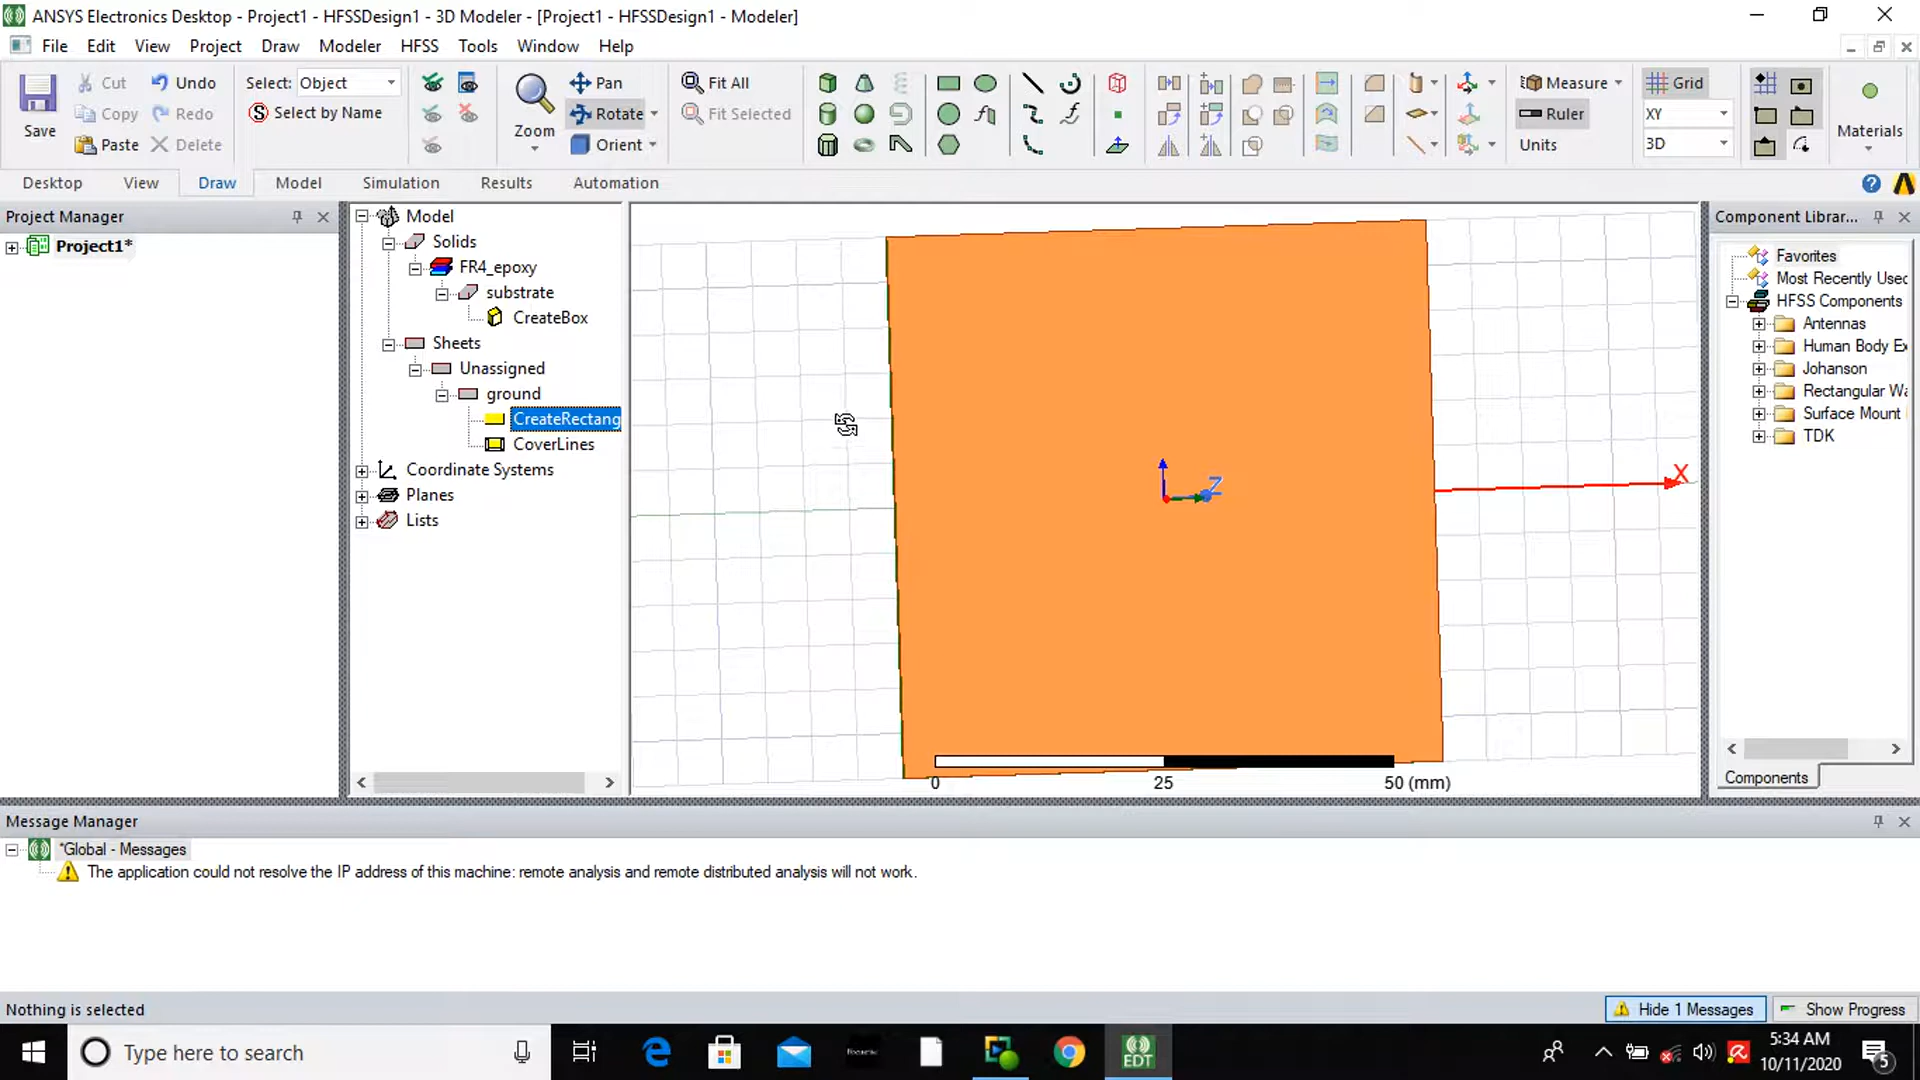 ANSYS Electronics Desktop - Project1 - HFSSDesign1 - 3D Modeler - [Project1 - HFSSDesign1 - Modeler]
File Edit View Project Draw Modeler HFSS Tools Window Help
Save
Cut
Copy
Paste
Undo
Redo
Delete
Select: Object
Select by Name
Zoom
Pan
Rotate
Orient
Fit All
Fit Selected
Measure
Ruler
Units
Grid
XY
3D
Materials
Desktop View Draw Model Simulation Results Automation
Project Manager
Project1*
Model
Solids
FR4_epoxy
substrate
CreateBox
Sheets
Unassigned
ground
CreateRectang
CoverLines
Coordinate Systems
Planes
Lists
Z
X
0 25 50 (mm)
Component Librar...
Favorites
Most Recently Used
HFSS Components
Antennas
Human Body Ex
Johanson
Rectangular Wa
Surface Mount
TDK
Components
Message Manager
*Global - Messages
The application could not resolve the IP address of this machine: remote analysis and remote distributed analysis will not work.
Nothing is selected
Hide 1 Messages
Show Progress
Type here to search
EDT
5:34 AM
10/11/2020
5